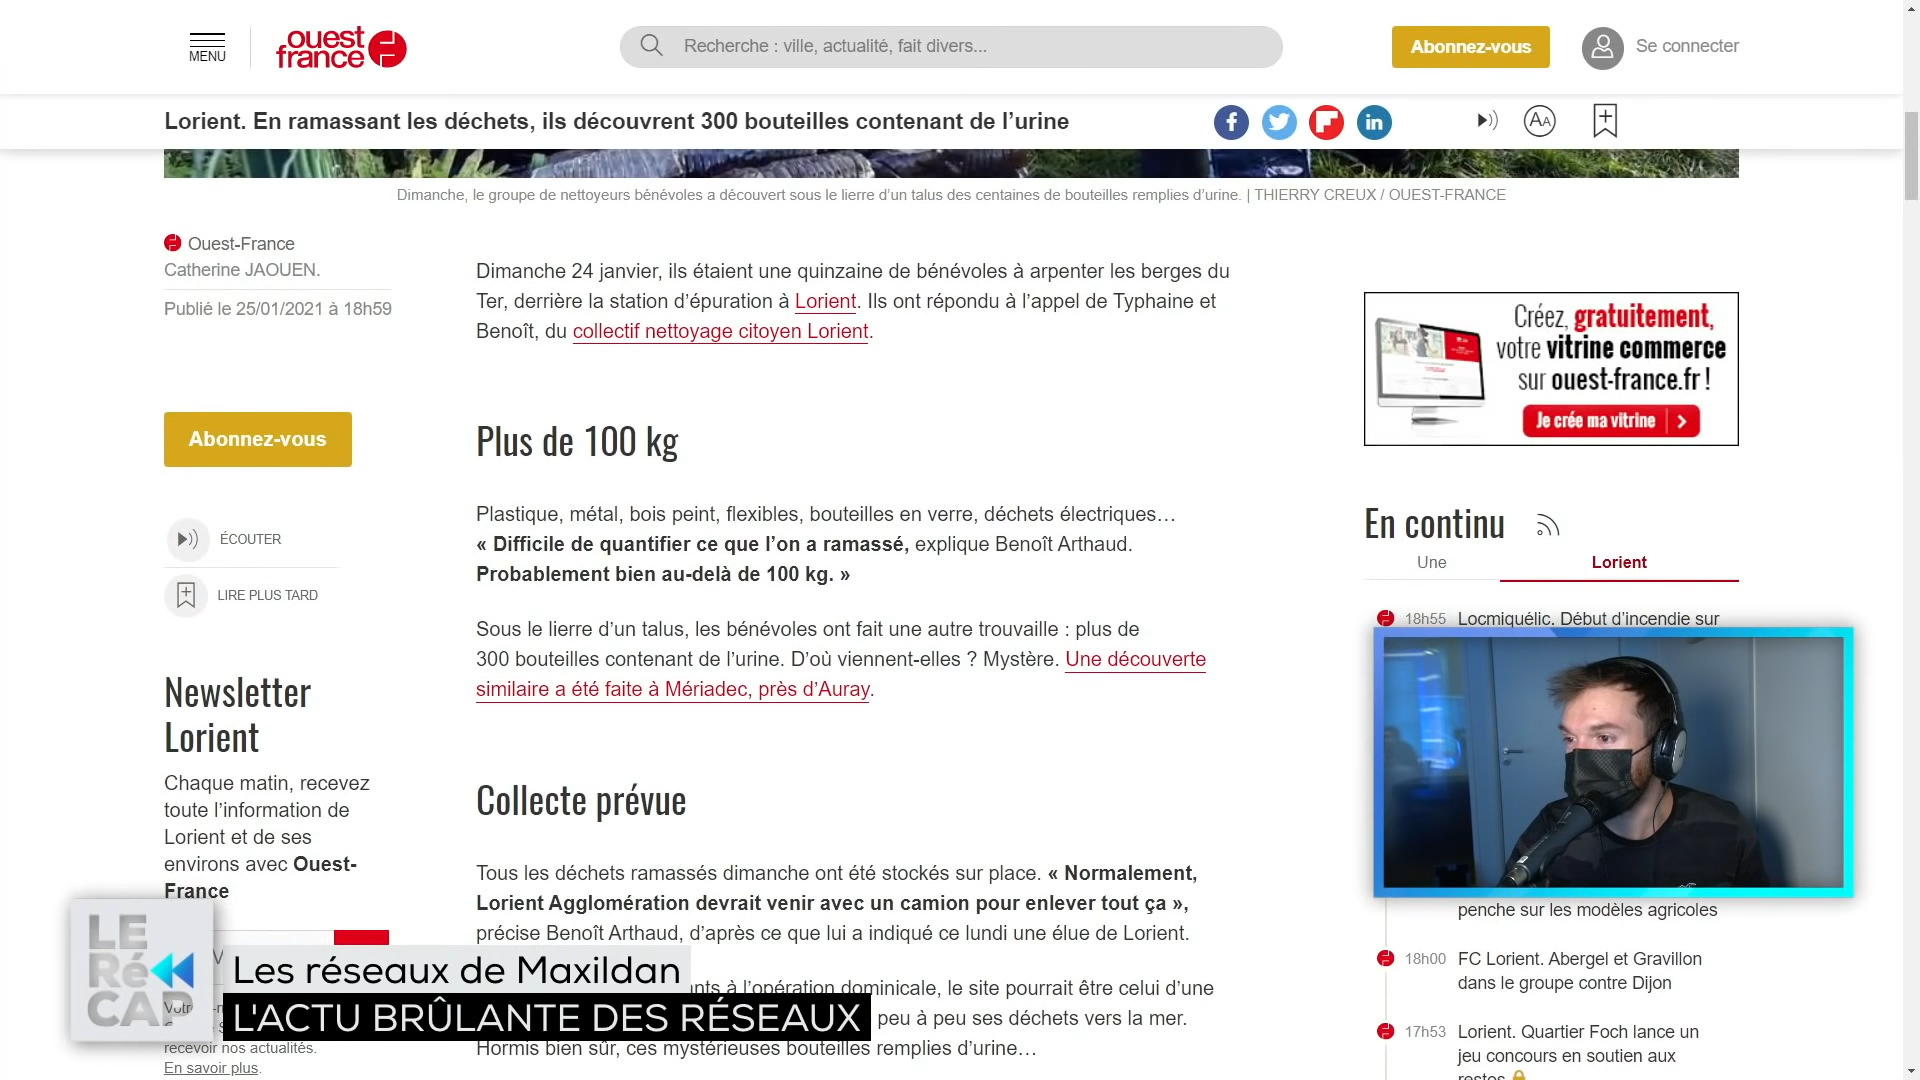 MENU
ouest
france
Recherche : ville, actualité, fait divers...
Abonnez-vous
Se connecter
Lorient. En ramassant les déchets, ils découvrent 300 bouteilles contenant de l’urine
Dimanche, le groupe de nettoyeurs bénévoles a découvert sous le lierre d’un talus des centaines de bouteilles remplies d’urine. | THIERRY CREUX / OUEST-FRANCE
Ouest-France
Catherine JAOUEN.
Publié le 25/01/2021 à 18h59
Abonnez-vous
ÉCOUTER
LIRE PLUS TARD
Newsletter
Lorient
Chaque matin, recevez
toute l’information de
Lorient et de ses
environs avec Ouest-
France
recevoir nos actualités.
En savoir plus.
Dimanche 24 janvier, ils étaient une quinzaine de bénévoles à arpenter les berges du
Ter, derrière la station d’épuration à Lorient. Ils ont répondu à l’appel de Typhaine et
Benoît, du collectif nettoyage citoyen Lorient.
Plus de 100 kg
Plastique, métal, bois peint, flexibles, bouteilles en verre, déchets électriques…
« Difficile de quantifier ce que l’on a ramassé, explique Benoît Arthaud.
Probablement bien au-delà de 100 kg. »
Sous le lierre d’un talus, les bénévoles ont fait une autre trouvaille : plus de
300 bouteilles contenant de l’urine. D’où viennent-elles ? Mystère. Une découverte
similaire a été faite à Mériadec, près d’Auray.
Collecte prévue
Tous les déchets ramassés dimanche ont été stockés sur place. « Normalement,
Lorient Agglomération devrait venir avec un camion pour enlever tout ça »,
précise Benoît Arthaud, d’après ce que lui a indiqué ce lundi une élue de Lorient.
à l’opération dominicale, le site pourrait être celui d’une
peu à peu ses déchets vers la mer.
Hormis bien sûr, ces mystérieuses bouteilles remplies d’urine…
Créez, gratuitement,
votre vitrine commerce
sur ouest-france.fr !
Je crée ma vitrine
En continu
Une
Lorient
18h55 Locmiquélic. Début d’incendie sur
penche sur les modèles agricoles
18h00 FC Lorient. Abergel et Gravillon
dans le groupe contre Dijon
17h53 Lorient. Quartier Foch lance un
jeu concours en soutien aux
restos
LE
Ré
CAP
Les réseaux de Maxildan
L'ACTU BRÛLANTE DES RÉSEAUX